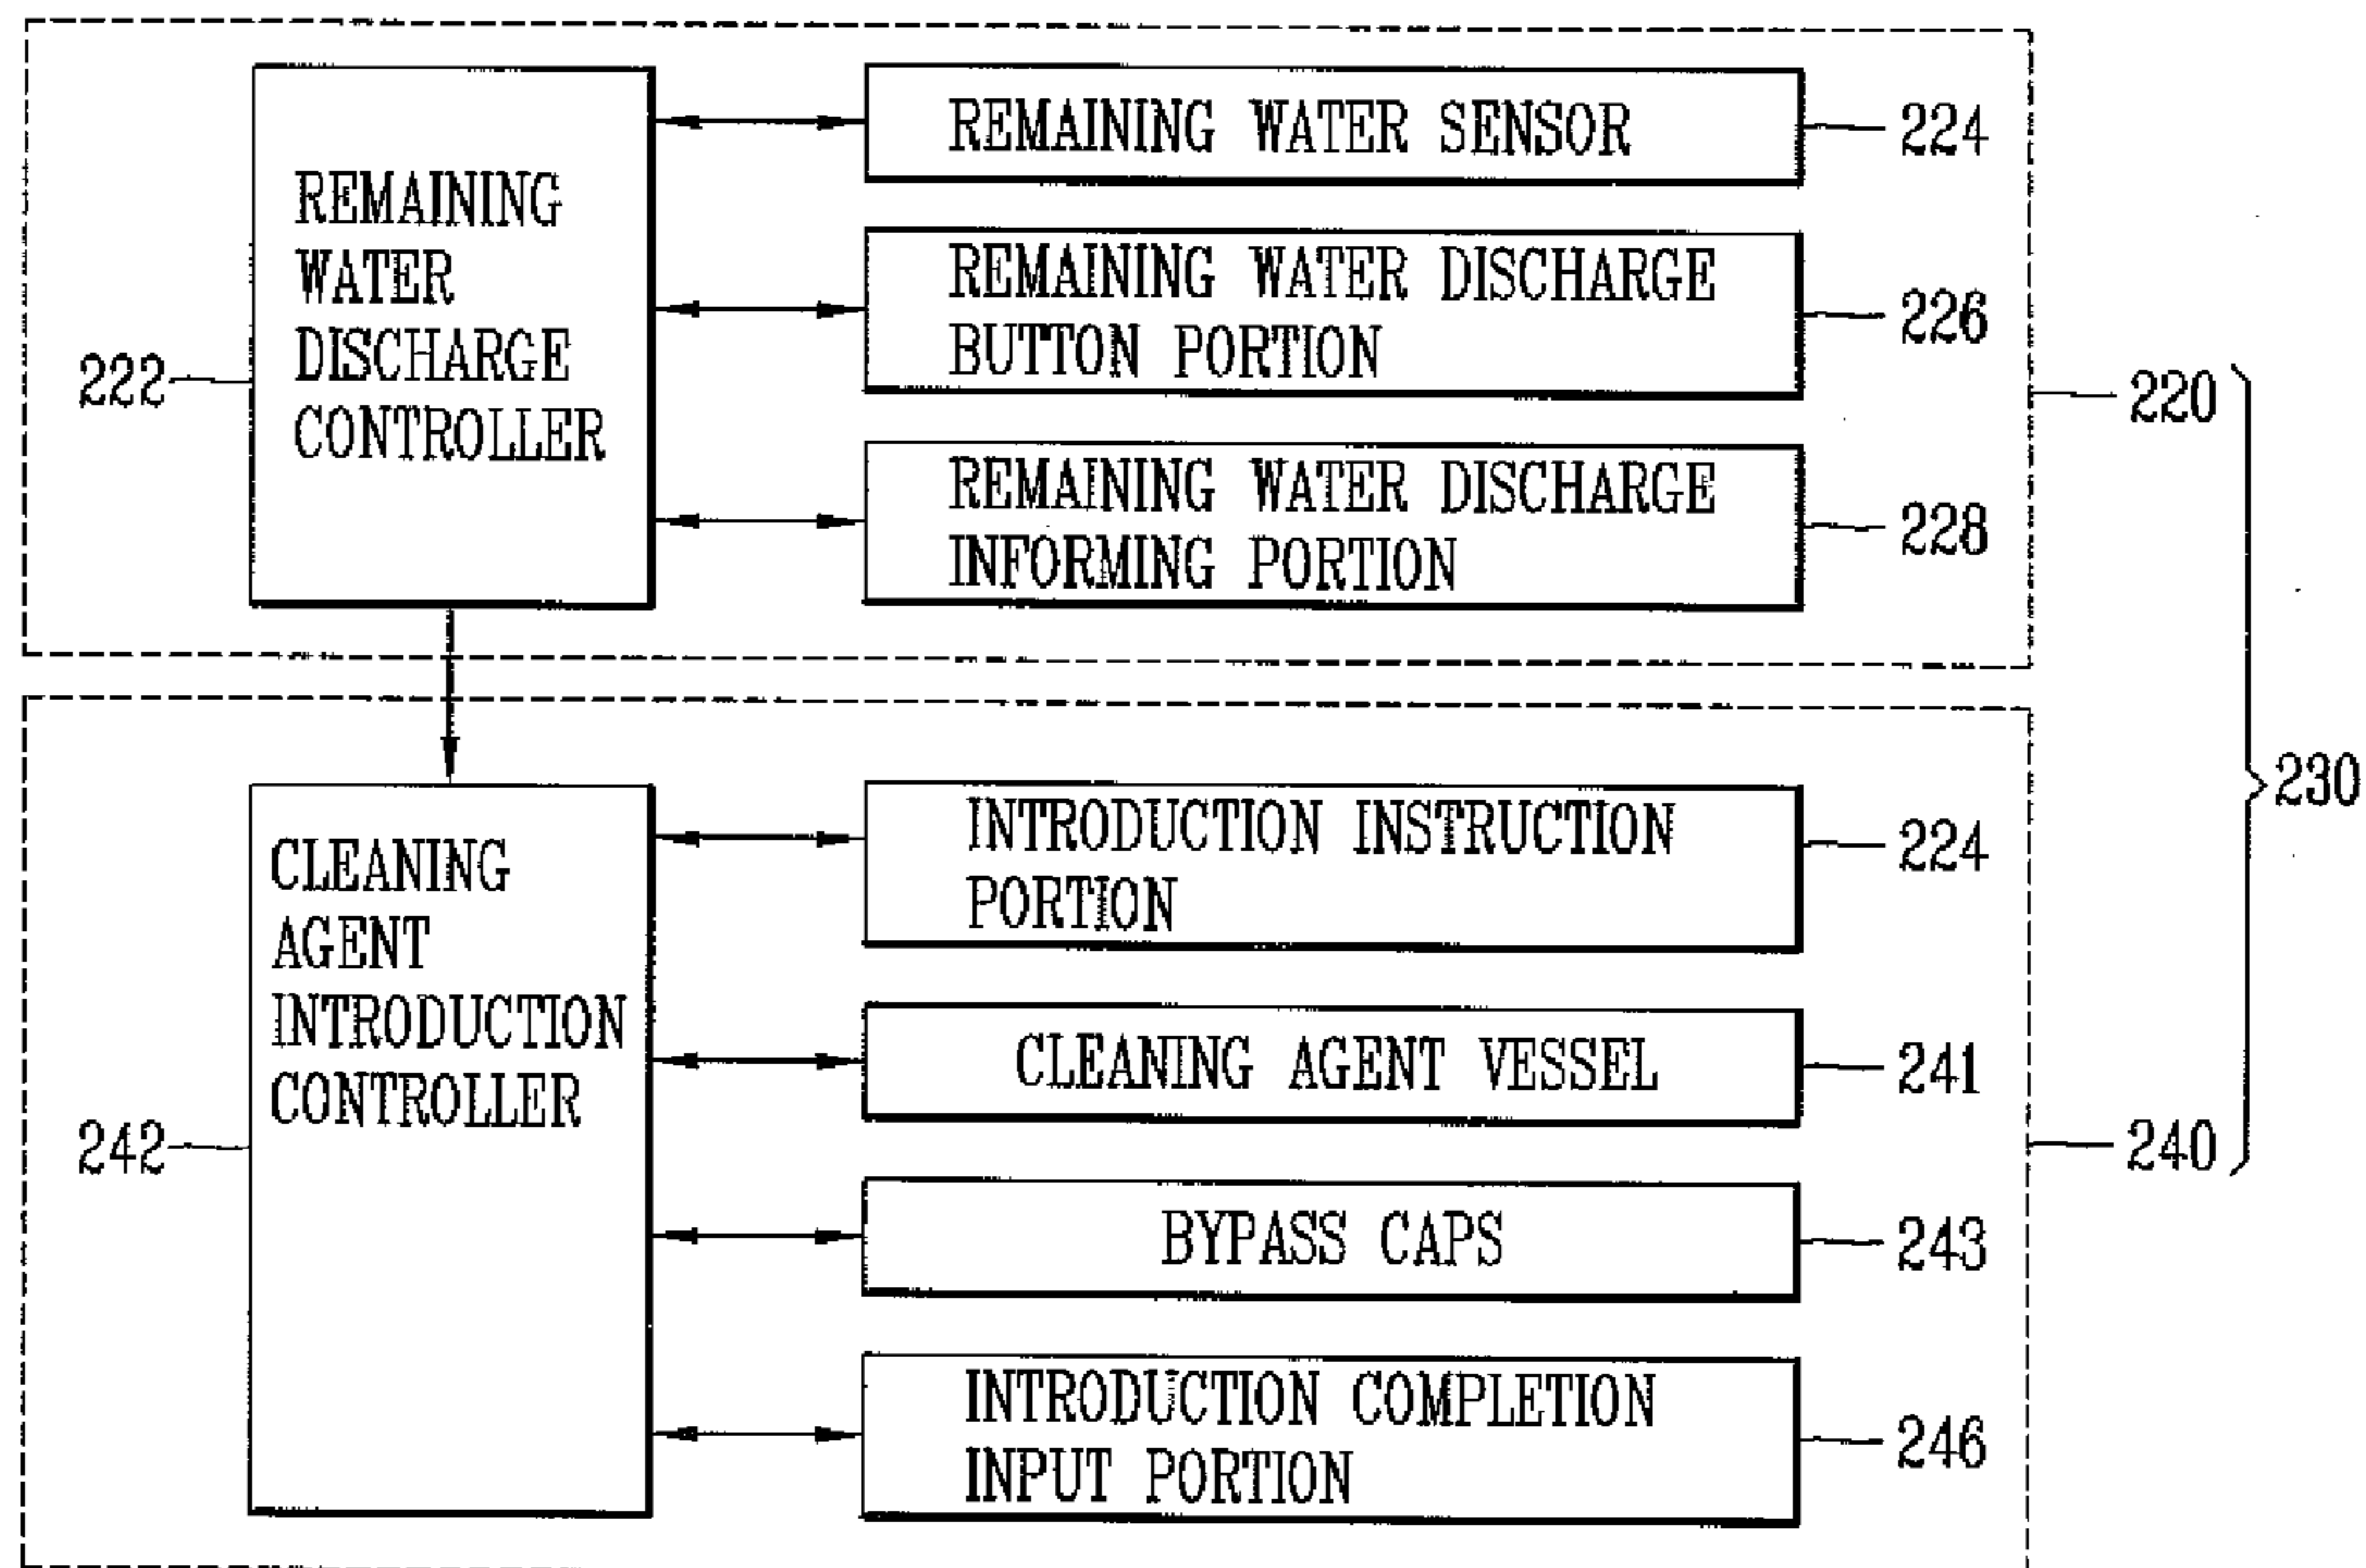 REMAINING
WATER
DISCHARGE
CONTROLLER
222
REMAINING WATER SENSOR
224
REMAINING WATER DISCHARGE
BUTTON PORTION
226
REMAINING WATER DISCHARGE
INFORMING PORTION
228
220
230
CLEANING
AGENT
INTRODUCTION
CONTROLLER
242
INTRODUCTION INSTRUCTION
PORTION
224
CLEANING AGENT VESSEL
241
BYPASS CAPS
243
INTRODUCTION COMPLETION
INPUT PORTION
246
240